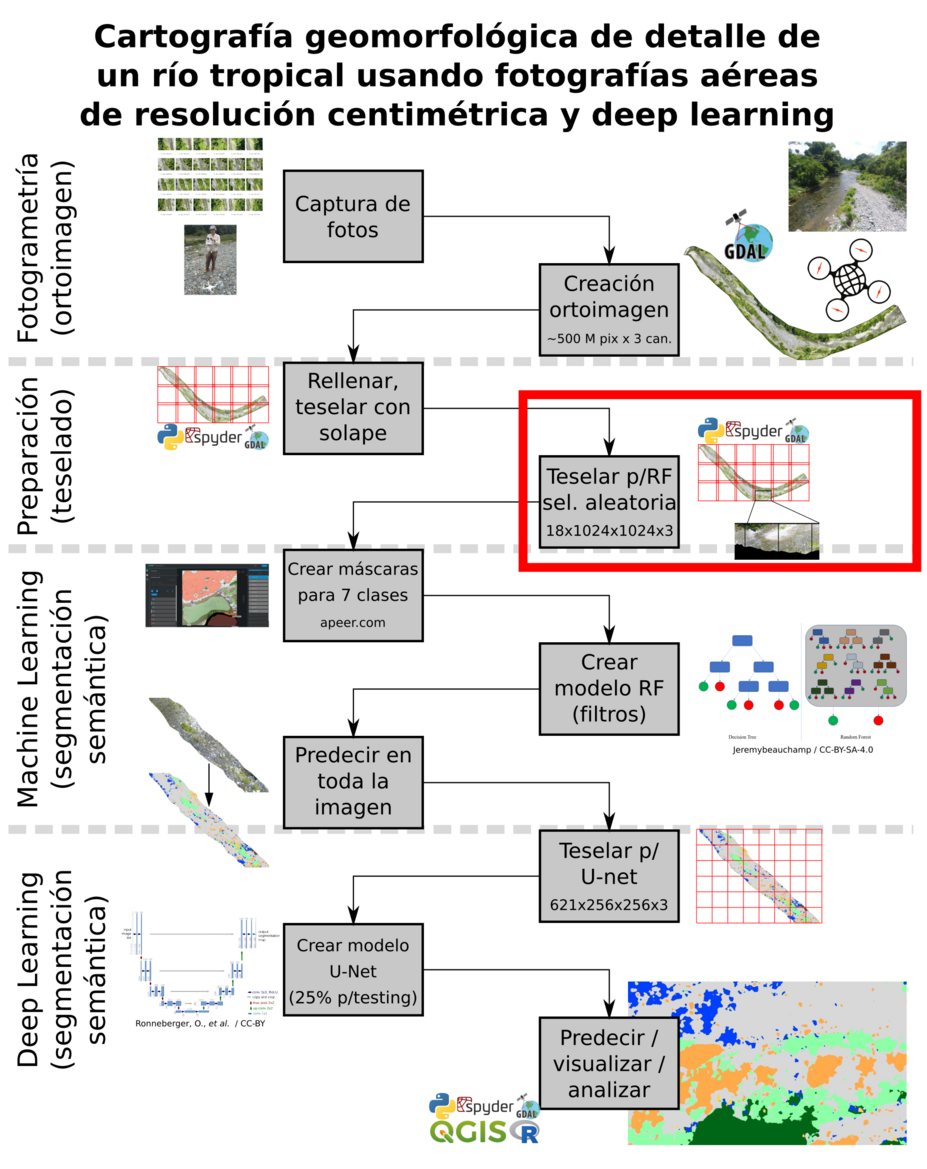 Cartografía geomorfológica de detalle de
un río tropical usando fotografías aéreas
de resolución centimétrica y deep learning
Fotogrametría
(ortoimagen)
Captura de
fotos
GDAL
Creación
ortoimagen
~500 M pix x 3 can.
Preparación
(teselado)
Rellenar,
teselar con
solape
spyder
GDAL
Teselar p/RF
sel. aleatoria
18x1024x1024x3
spyder
GDAL
Machine Learning
(segmentación
semántica)
Crear máscaras
para 7 clases
apeer.com
Crear
modelo RF
(filtros)
Decision Tree
Random Forest
Jeremybeauchamp / CC-BY-SA-4.0
Predecir en
toda la
imagen
Deep Learning
(segmentación
semántica)
Teselar p/
U-net
621x256x256x3
Crear modelo
U-Net
(25% p/testing)
Ronneberger, O., et al. / CC-BY
Predecir /
visualizar /
analizar
spyder
GDAL
QGIS R